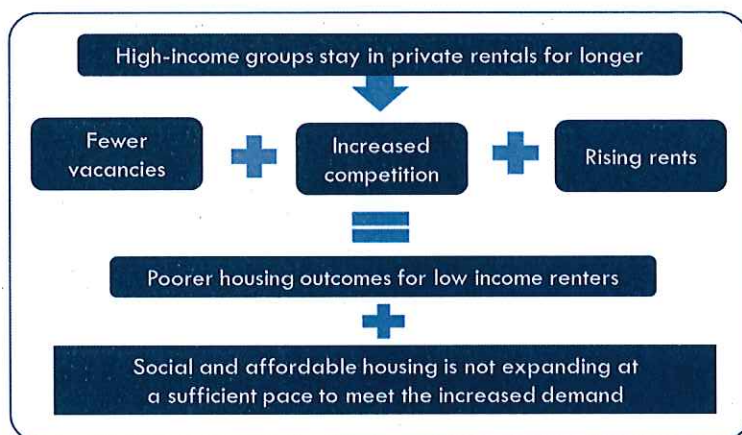 High-income groups stay in private rentals for longer
Fewer
vacancies
Increased
competition
Rising rents
Poorer housing outcomes for low income renters
Social and affordable housing is not expanding at
a sufficient pace to meet the increased demand